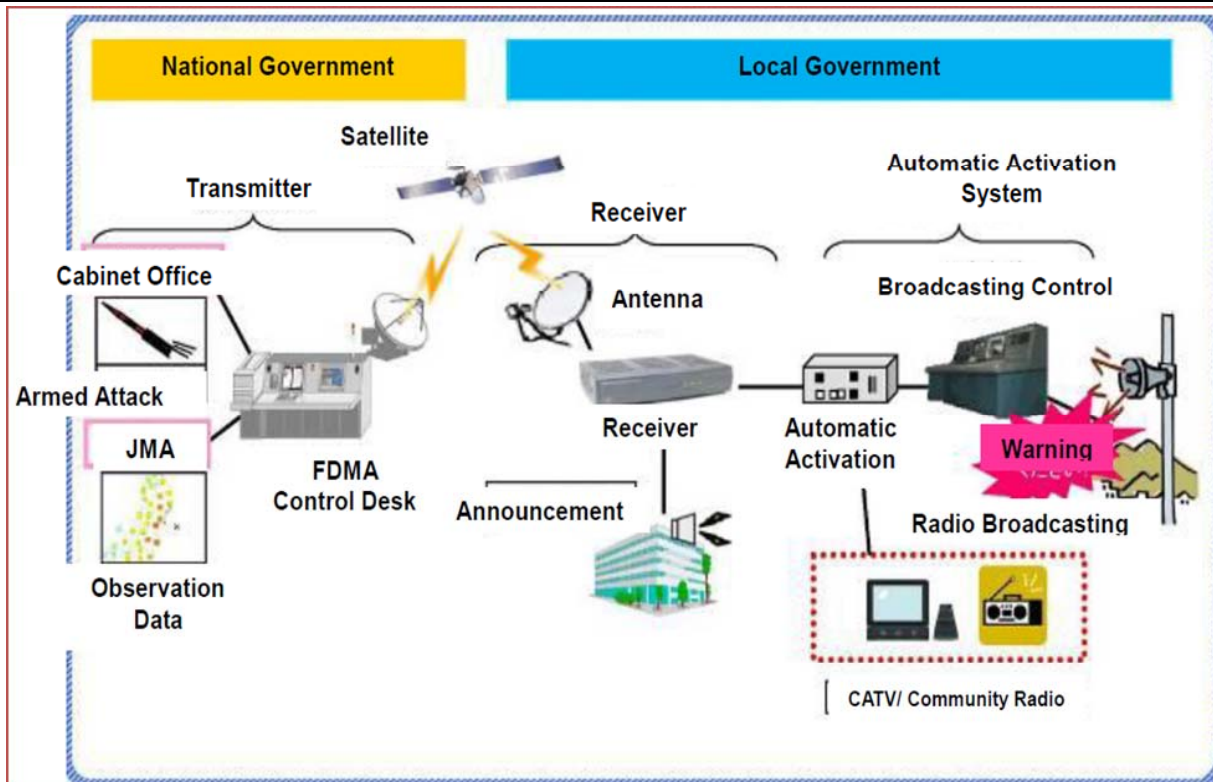 National Government
Local Government
Satellite
Transmitter
Receiver
Automatic Activation
System
Cabinet Office
Antenna
Broadcasting Control
Armed Attack
JMA
FDMA
Control Desk
Receiver
Automatic
Activation
Warning
Announcement
Radio Broadcasting
Observation
Data
CATV/ Community Radio